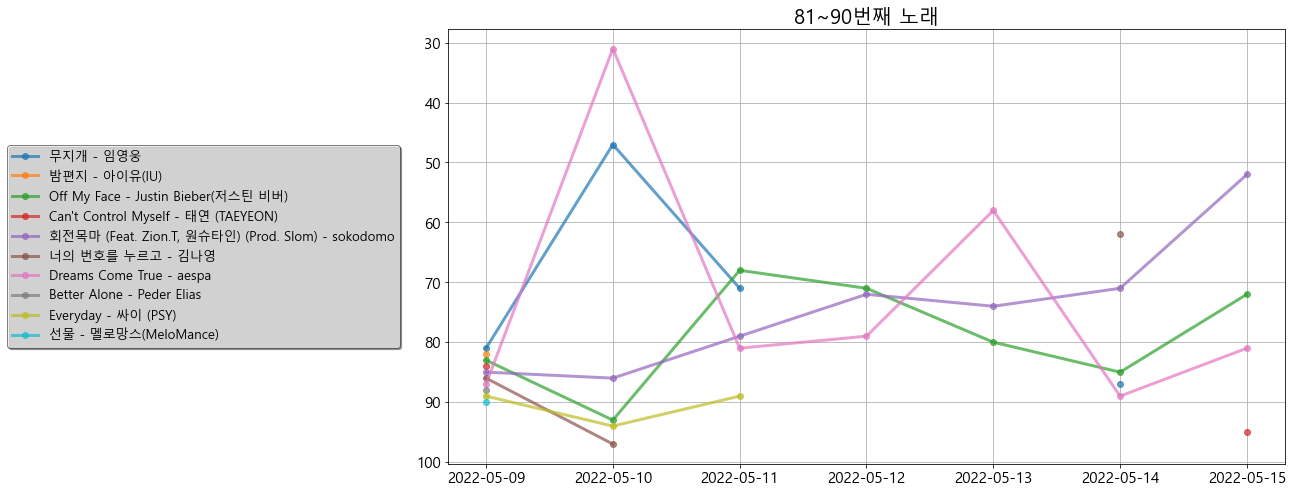 81~90번째 노래
무지개 - 임영웅
밤편지 - 아이유(IU)
Off My Face - Justin Bieber(저스틴 비버)
Can't Control Myself - 태연 (TAEYEON)
회전목마 (Feat. Zion.T, 원슈타인) (Prod. Slom) - sokodomo
너의 번호를 누르고 - 김나영
Dreams Come True - aespa
Better Alone - Peder Elias
Everyday - 싸이 (PSY)
선물 - 멜로망스(MeloMance)
30
40
50
60
70
80
90
100
2022-05-09 2022-05-10 2022-05-11 2022-05-12 2022-05-13 2022-05-14 2022-05-15